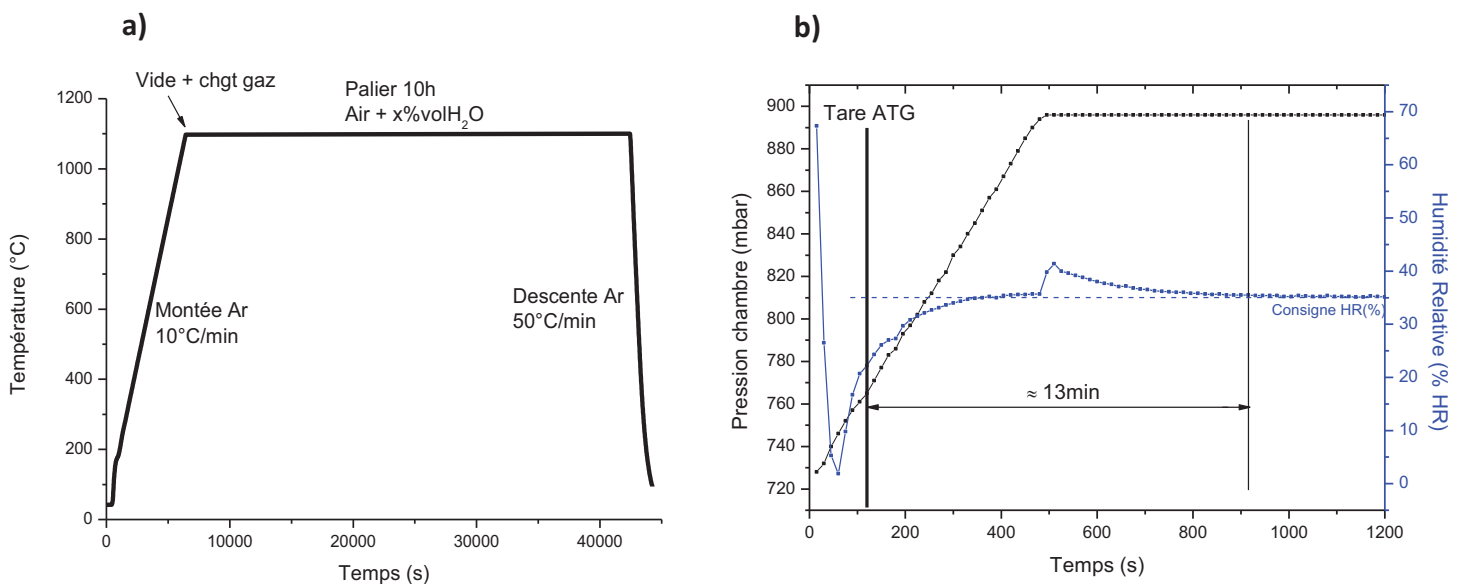 a)
Vide + chgt gaz
Palier 10h
Air + x%volH₂O
Montée Ar
10°C/min
Descente Ar
50°C/min
Température (°C)
1200
1000
800
600
400
200
0
0
10000
20000
30000
40000
Temps (s)
b)
Tare ATG
≈ 13min
Consigne HR(%)
Pression chambre (mbar)
900
880
860
840
820
800
780
760
740
720
0
200
400
600
800
1000
1200
Temps (s)
70
60
50
40
30
20
10
0
Humidité Relative (% HR)